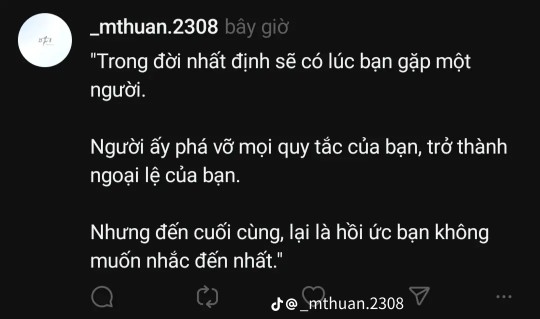 _mthuan.2308 bây giờ
"Trong đời nhất định sẽ có lúc bạn gặp một
người.
Người ấy phá vỡ mọi quy tắc của bạn, trở thành
ngoại lệ của bạn.
Nhưng đến cuối cùng, lại là hồi ức bạn không
muốn nhắc đến nhất."
@_mthuan.2308